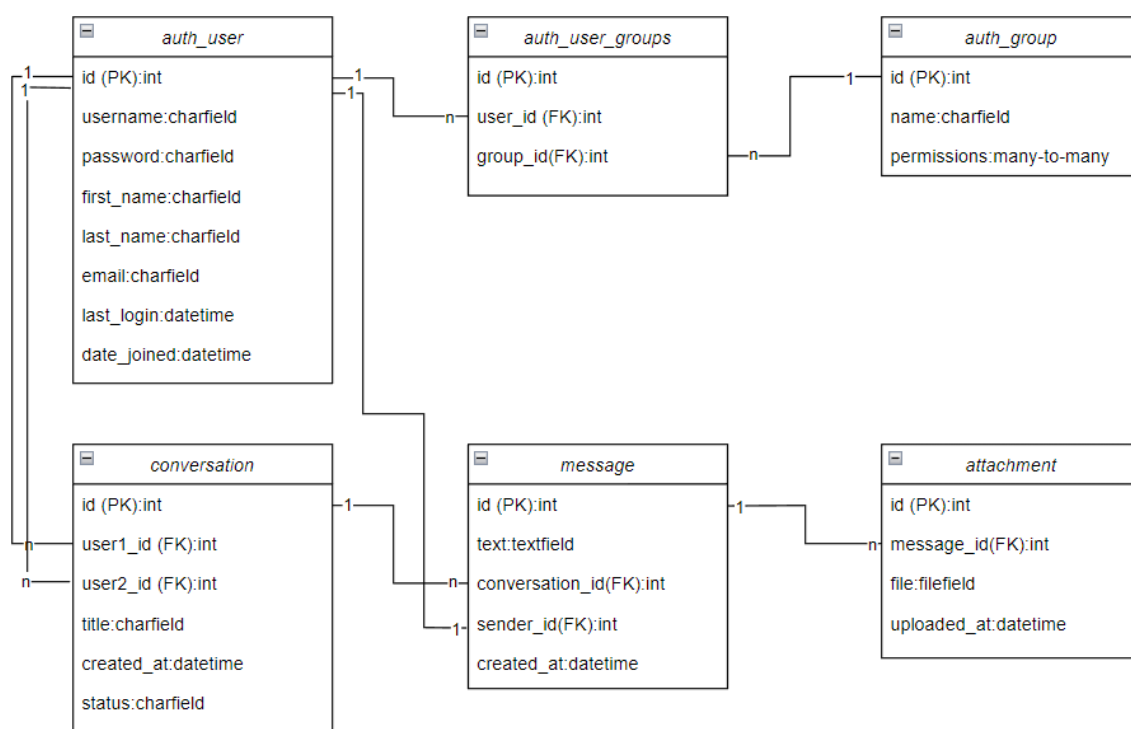 auth_user
id (PK):int
username:charfield
password:charfield
first_name:charfield
last_name:charfield
email:charfield
last_login:datetime
date_joined:datetime
auth_user_groups
id (PK):int
user_id (FK):int
group_id(FK):int
auth_group
id (PK):int
name:charfield
permissions:many-to-many
1
1
1
1
n
n
1
conversation
id (PK):int
user1_id (FK):int
user2_id (FK):int
title:charfield
created_at:datetime
status:charfield
n
n
1
n
1
message
id (PK):int
text:textfield
conversation_id(FK):int
sender_id(FK):int
created_at:datetime
1
n
attachment
id (PK):int
message_id(FK):int
file:filefield
uploaded_at:datetime